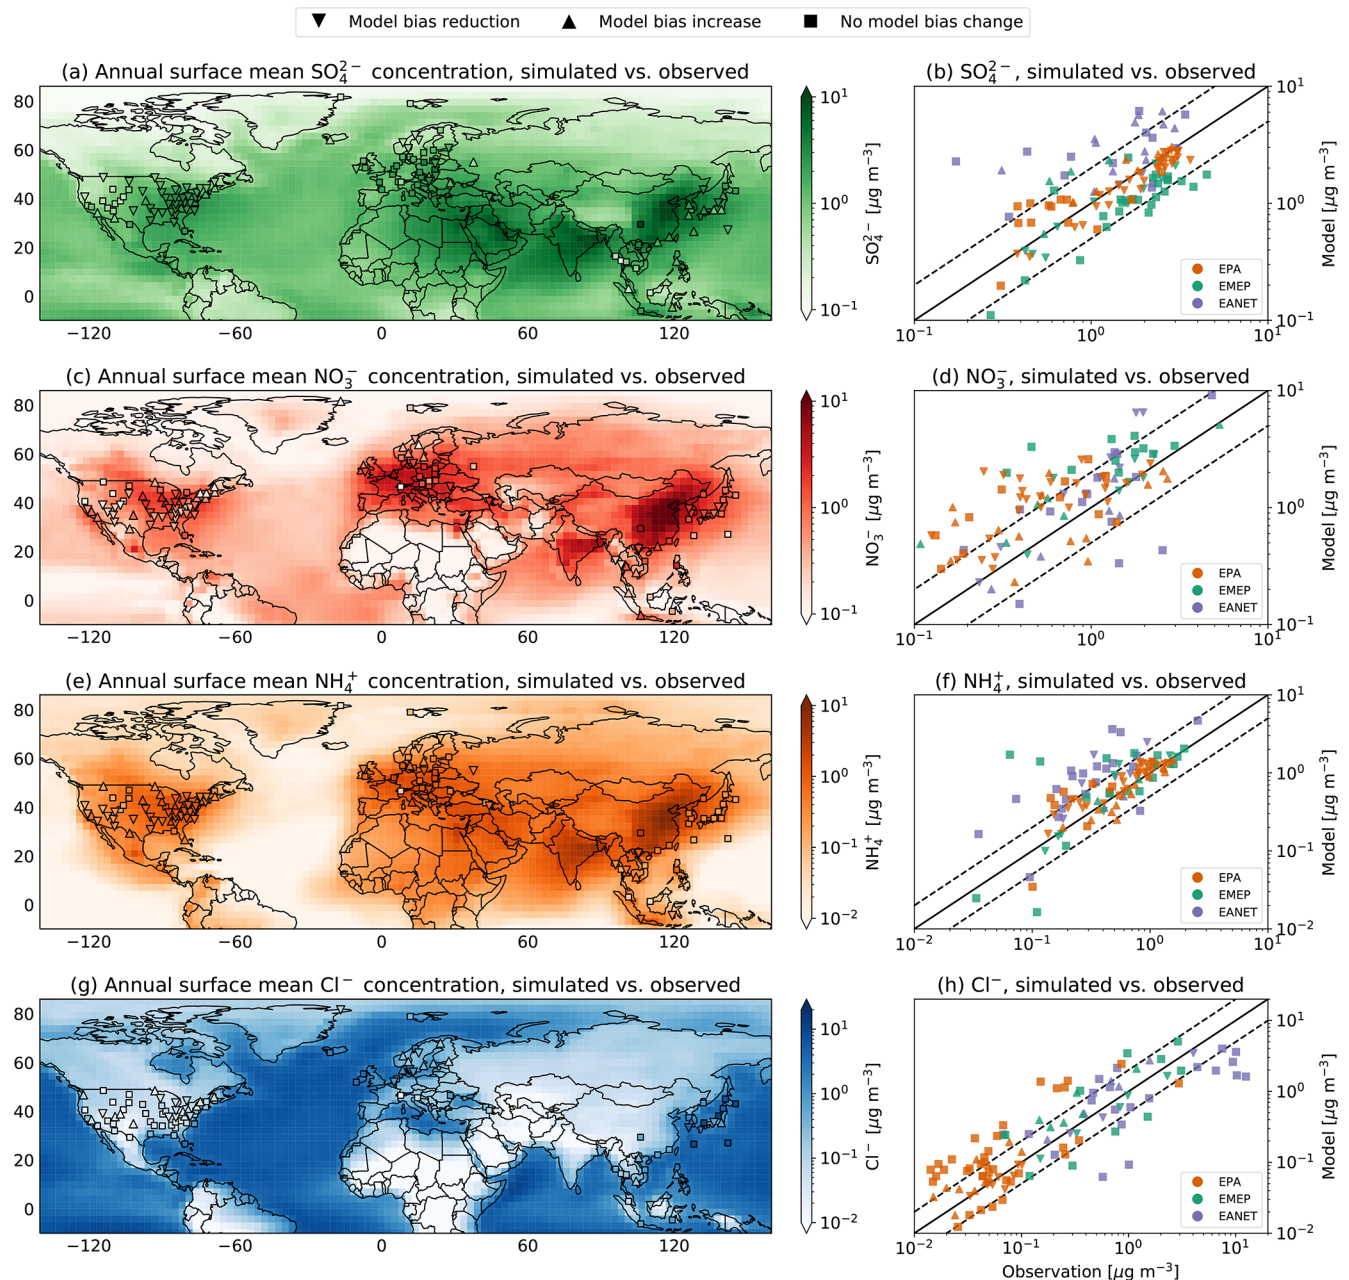 Model bias reduction Model bias increase No model bias change
(a) Annual surface mean SO₄²⁻ concentration, simulated vs. observed
80
60
40
20
0
−120 −60 0 60 120
10¹
10⁰
10⁻¹
SO₄²⁻ [μg m⁻³]
(b) SO₄²⁻, simulated vs. observed
10¹
10⁰
10⁻¹
Model [μg m⁻³]
EPA
EMEP
EANET
10⁻¹ 10⁰ 10¹
(c) Annual surface mean NO₃⁻ concentration, simulated vs. observed
80
60
40
20
0
−120 −60 0 60 120
10¹
10⁰
10⁻¹
NO₃⁻ [μg m⁻³]
(d) NO₃⁻, simulated vs. observed
10¹
10⁰
10⁻¹
Model [μg m⁻³]
EPA
EMEP
EANET
10⁻¹ 10⁰ 10¹
(e) Annual surface mean NH₄⁺ concentration, simulated vs. observed
80
60
40
20
0
−120 −60 0 60 120
10¹
10⁰
10⁻¹
10⁻²
NH₄⁺ [μg m⁻³]
(f) NH₄⁺, simulated vs. observed
10¹
10⁰
10⁻¹
10⁻²
Model [μg m⁻³]
EPA
EMEP
EANET
10⁻² 10⁻¹ 10⁰ 10¹
(g) Annual surface mean Cl⁻ concentration, simulated vs. observed
80
60
40
20
0
−120 −60 0 60 120
10¹
10⁰
10⁻¹
10⁻²
Cl⁻ [μg m⁻³]
(h) Cl⁻, simulated vs. observed
10¹
10⁰
10⁻¹
10⁻²
Model [μg m⁻³]
EPA
EMEP
EANET
10⁻² 10⁻¹ 10⁰ 10¹
Observation [μg m⁻³]